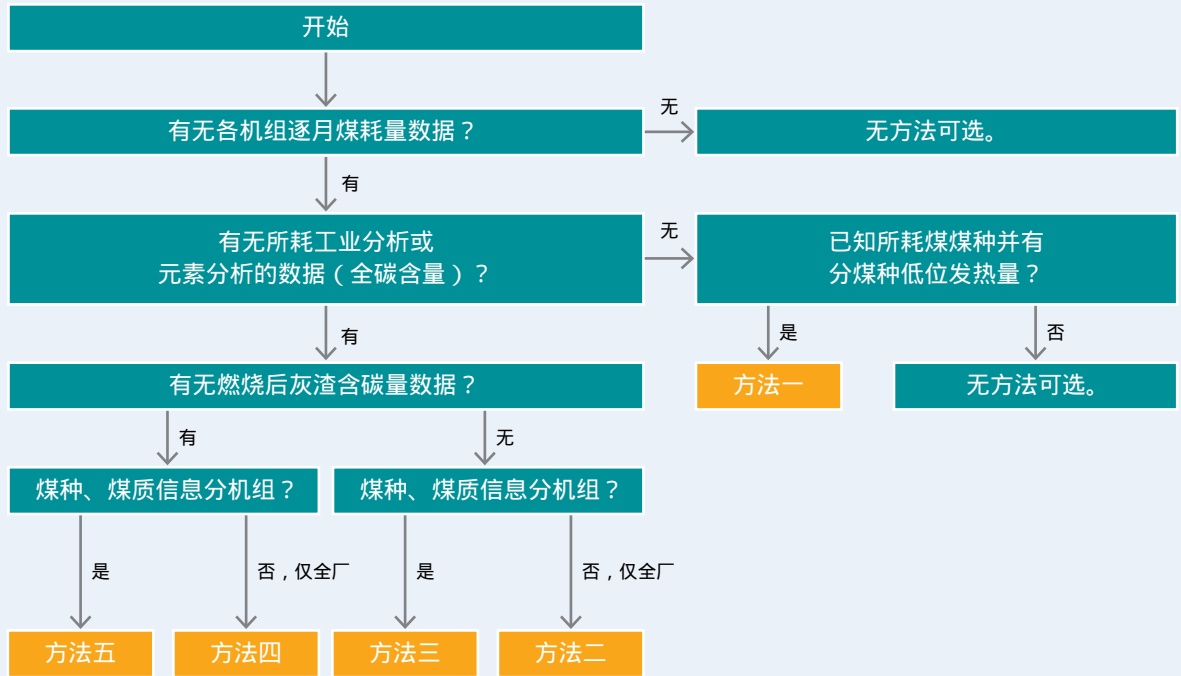 开始
有无各机组逐月煤耗量数据？
无
无方法可选。
有
有无所耗工业分析或
元素分析的数据（全碳含量）？
无
已知所耗煤煤种并有
分煤种低位发热量？
有
是
否
有无燃烧后灰渣含碳量数据？
方法一
无方法可选。
有
无
煤种、煤质信息分机组？
煤种、煤质信息分机组？
是
否，仅全厂
是
否，仅全厂
方法五
方法四
方法三
方法二